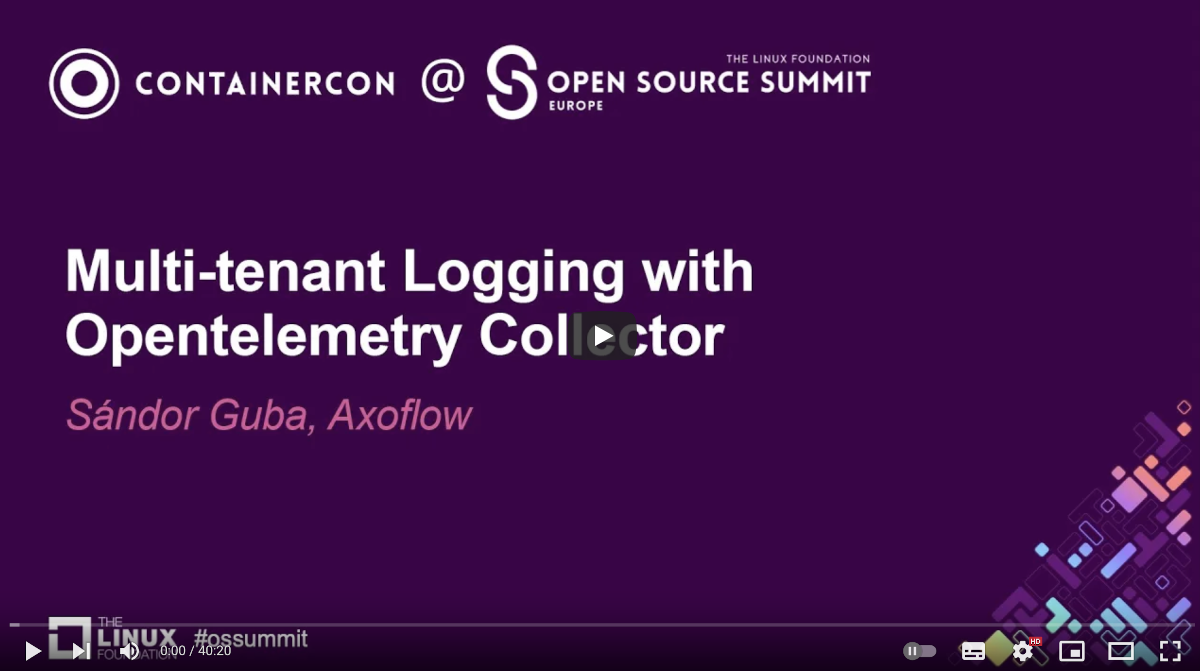 CONTAINERCON @ THE LINUX FOUNDATION
OPEN SOURCE SUMMIT
EUROPE
Multi-tenant Logging with
Opentelemetry Collector
Sándor Guba, Axoflow
THE
LINUX
FOUNDATION
#ossummit
0:00 / 40:20
HD